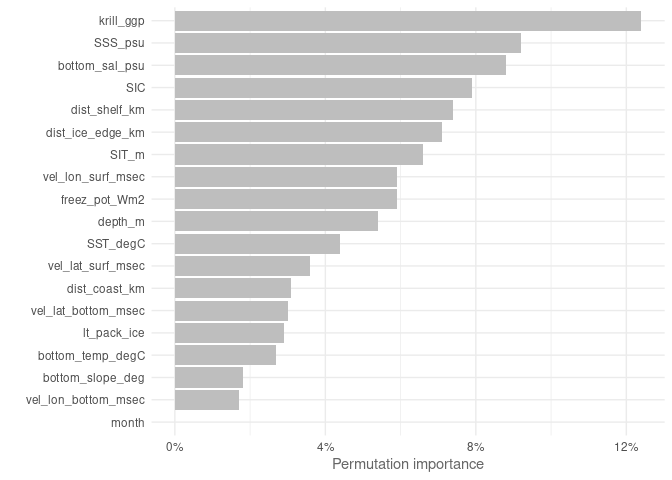 krill_ggp
SSS_psu
bottom_sal_psu
SIC
dist_shelf_km
dist_ice_edge_km
SIT_m
vel_lon_surf_msec
freez_pot_Wm2
depth_m
SST_degC
vel_lat_surf_msec
dist_coast_km
vel_lat_bottom_msec
lt_pack_ice
bottom_temp_degC
bottom_slope_deg
vel_lon_bottom_msec
month
0% 4% 8% 12%
Permutation importance